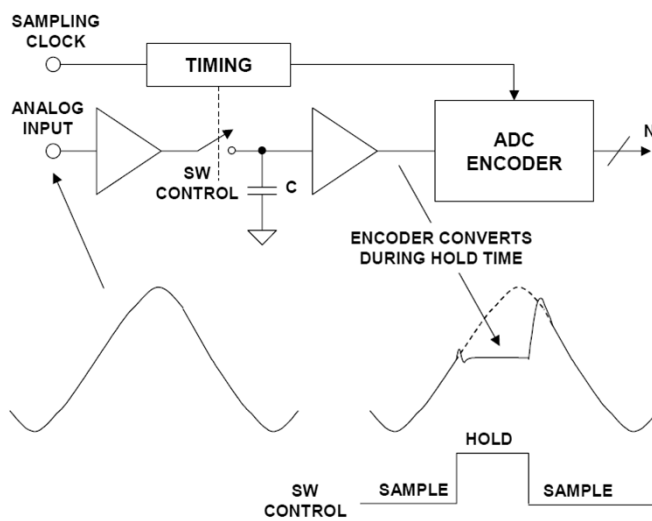 SAMPLING
CLOCK
TIMING
ANALOG
INPUT
ADC
ENCODER
N
SW
CONTROL
C
ENCODER CONVERTS
DURING HOLD TIME
HOLD
SW
CONTROL
SAMPLE
SAMPLE